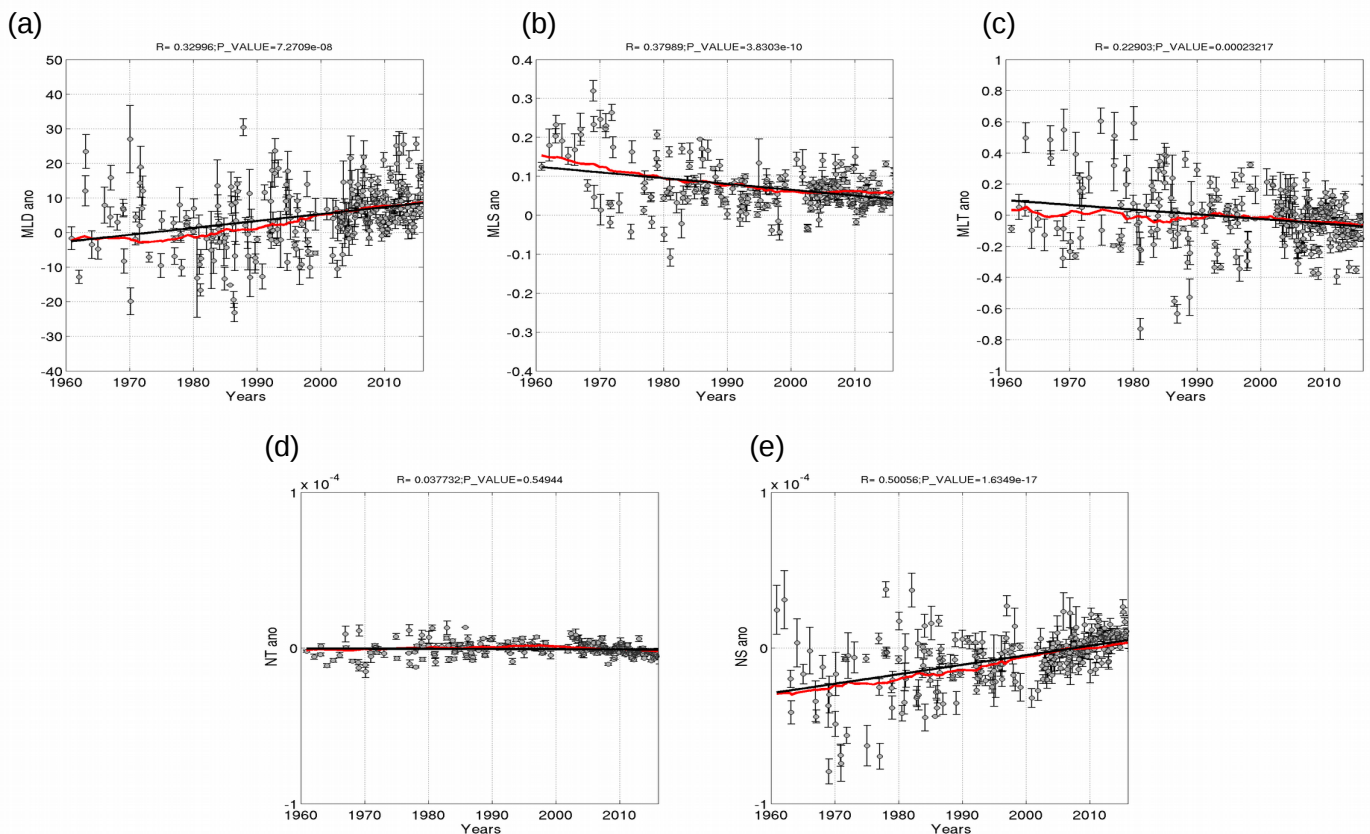 (a)
R= 0.32996;P_VALUE=7.2709e-08
50
40
30
20
10
0
-10
-20
-30
-40
MLD ano
1960 1970 1980 1990 2000 2010
Years
(b)
R= 0.37989;P_VALUE=3.8303e-10
0.4
0.3
0.2
0.1
0
0.1
0.2
0.3
-0.4
MLS ano
1960 1970 1980 1990 2000 2010
Years
(c)
R= 0.22903;P_VALUE=0.00023217
1
0.8
0.6
0.4
0.2
0
-0.2
-0.4
-0.6
-0.8
-1
MLT ano
1960 1970 1980 1990 2000 2010
Years
(d)
x 10-4
R= 0.037732;P_VALUE=0.54944
1
0
-1
NT ano
1960 1970 1980 1990 2000 2010
Years
(e)
x 10-4
R= 0.50056;P_VALUE=1.6349e-17
1
0
-1
NS ano
1960 1970 1980 1990 2000 2010
Years